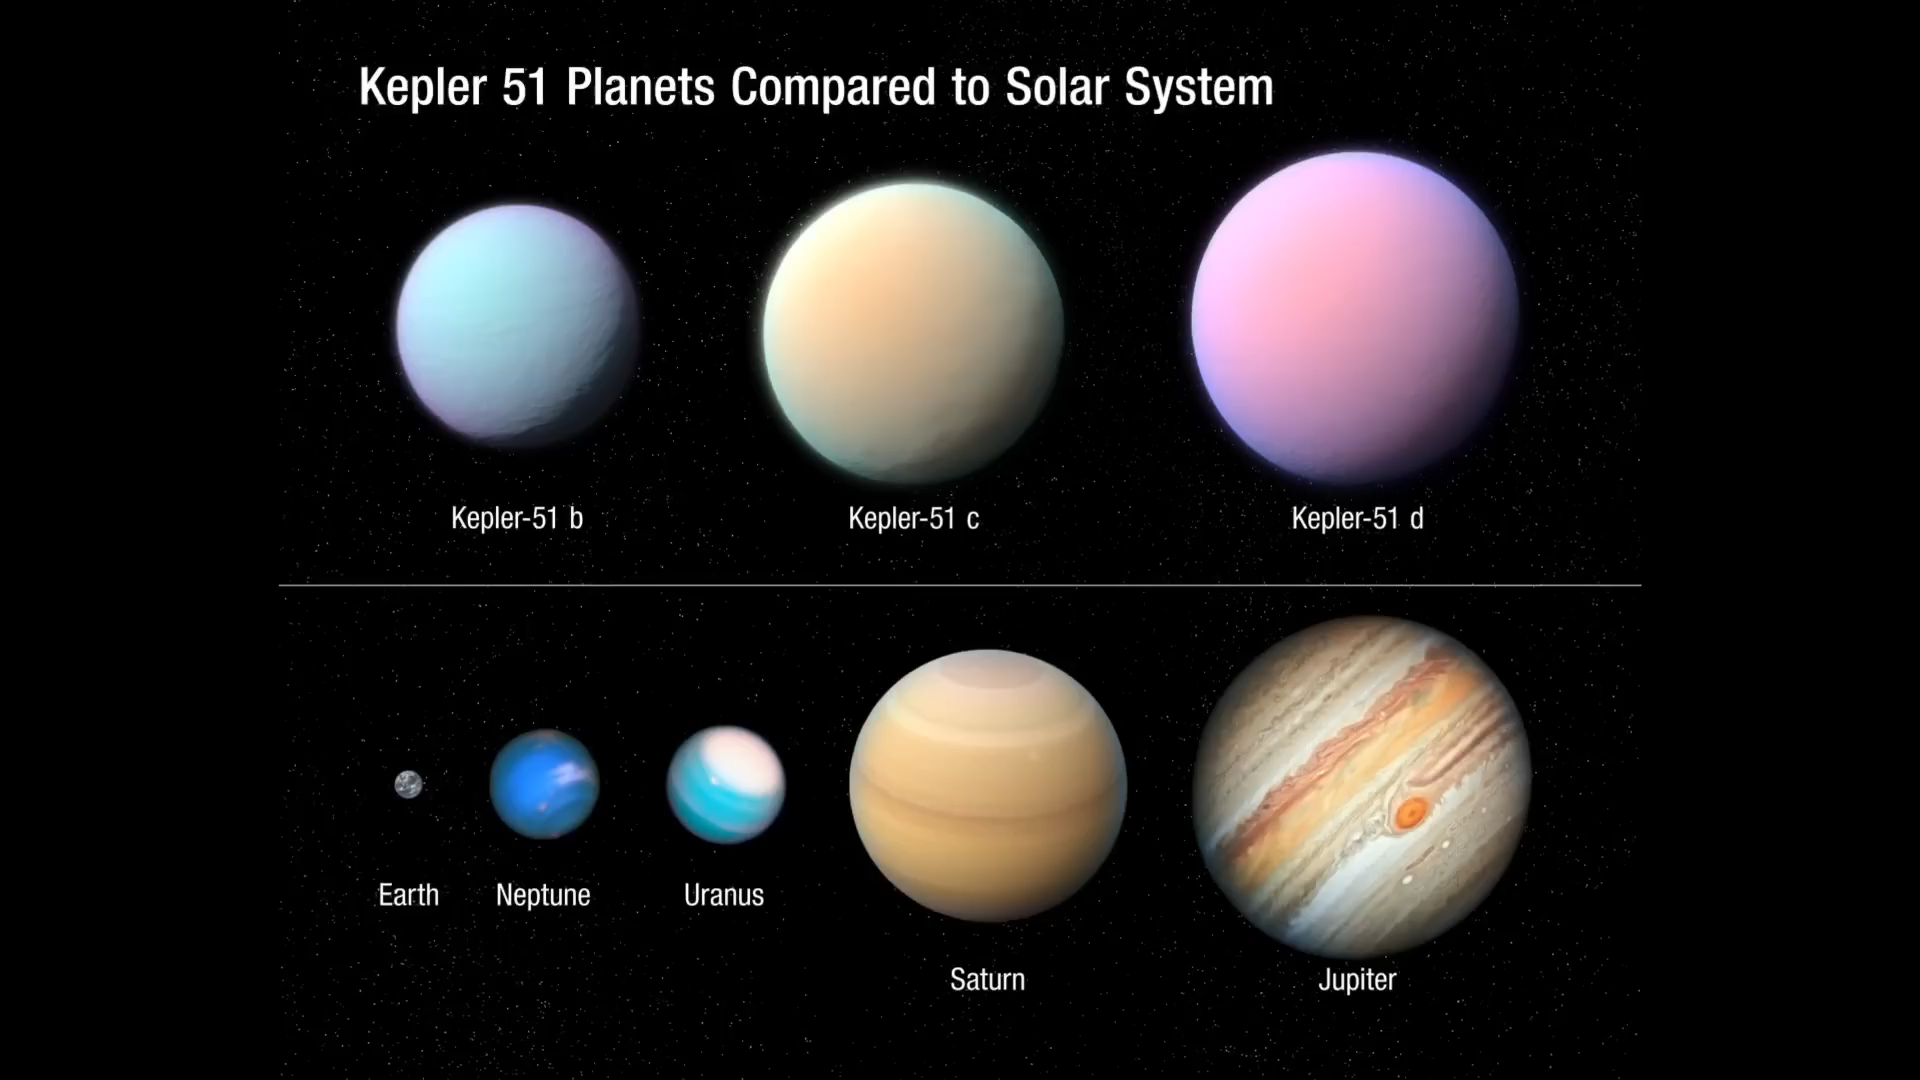 Kepler 51 Planets Compared to Solar System
Kepler-51 b
Kepler-51 c
Kepler-51 d
Earth
Neptune
Uranus
Saturn
Jupiter